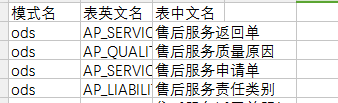 模式名 表英文名 表中文名
ods AP_SERVIC 售后服务返回单
ods AP_QUALI 售后服务质量原因
ods AP_SERVIC 售后服务申请单
ods AP_LIABILI 售后服务责任类别